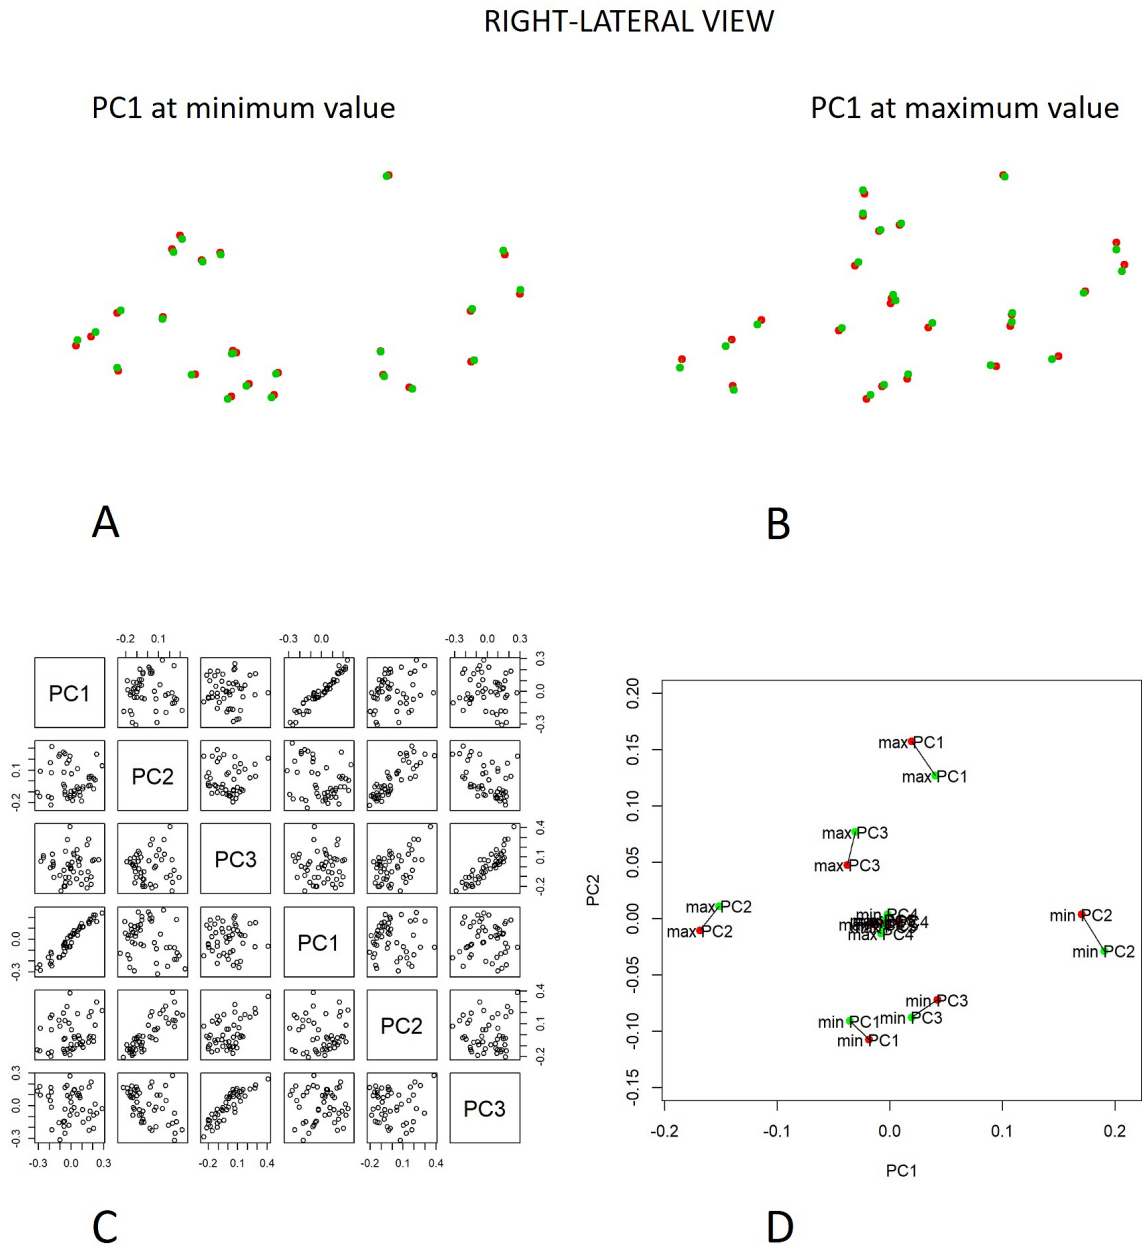 RIGHT-LATERAL VIEW
PC1 at minimum value
PC1 at maximum value
A
B
-0.2 0.1 -0.3 0.0 -0.3 0.0 0.3
PC1
-0.3 0.0 0.3
-0.2 0.1
PC2
PC3
-0.2 0.1 0.4
-0.3 0.0
PC1
PC2
-0.2 0.1 0.4
-0.3 0.0 0.3
PC3
-0.3 0.0 0.3 -0.2 0.1 0.4 -0.2 0.1 0.4
C
PC2
0.20
0.15
0.10
0.05
0.00
-0.05
-0.10
-0.15
max PC1
max PC1
max PC3
max PC3
max PC2
max PC2
min PC4
max PC4
min PC2
min PC2
min PC3
min PC3
min PC1
min PC1
-0.2 -0.1 0.0 0.1 0.2
PC1
D